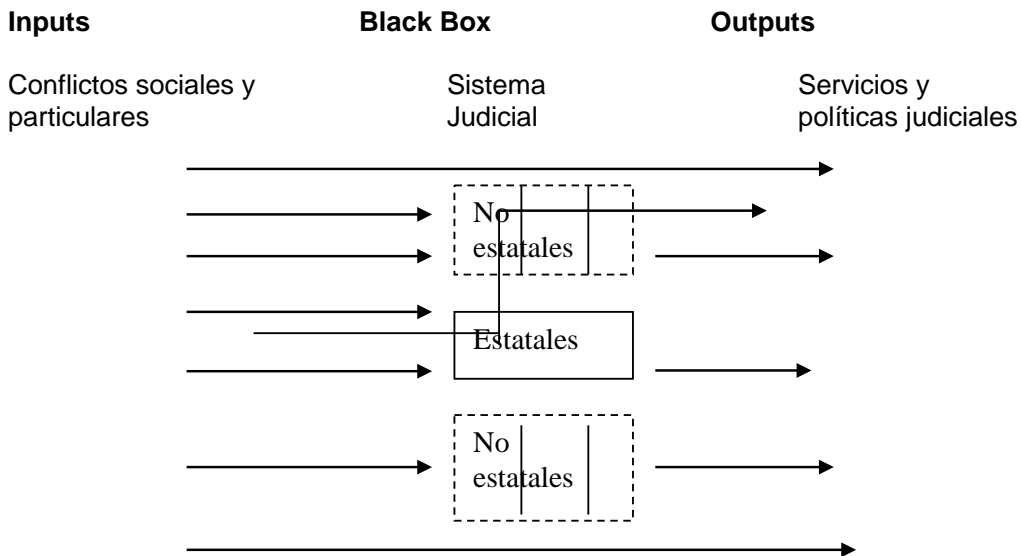 Inputs Black Box Outputs
Conflictos sociales y Sistema Servicios y
particulares Judicial políticas judiciales
No
estatales
Estatales
No
estatales